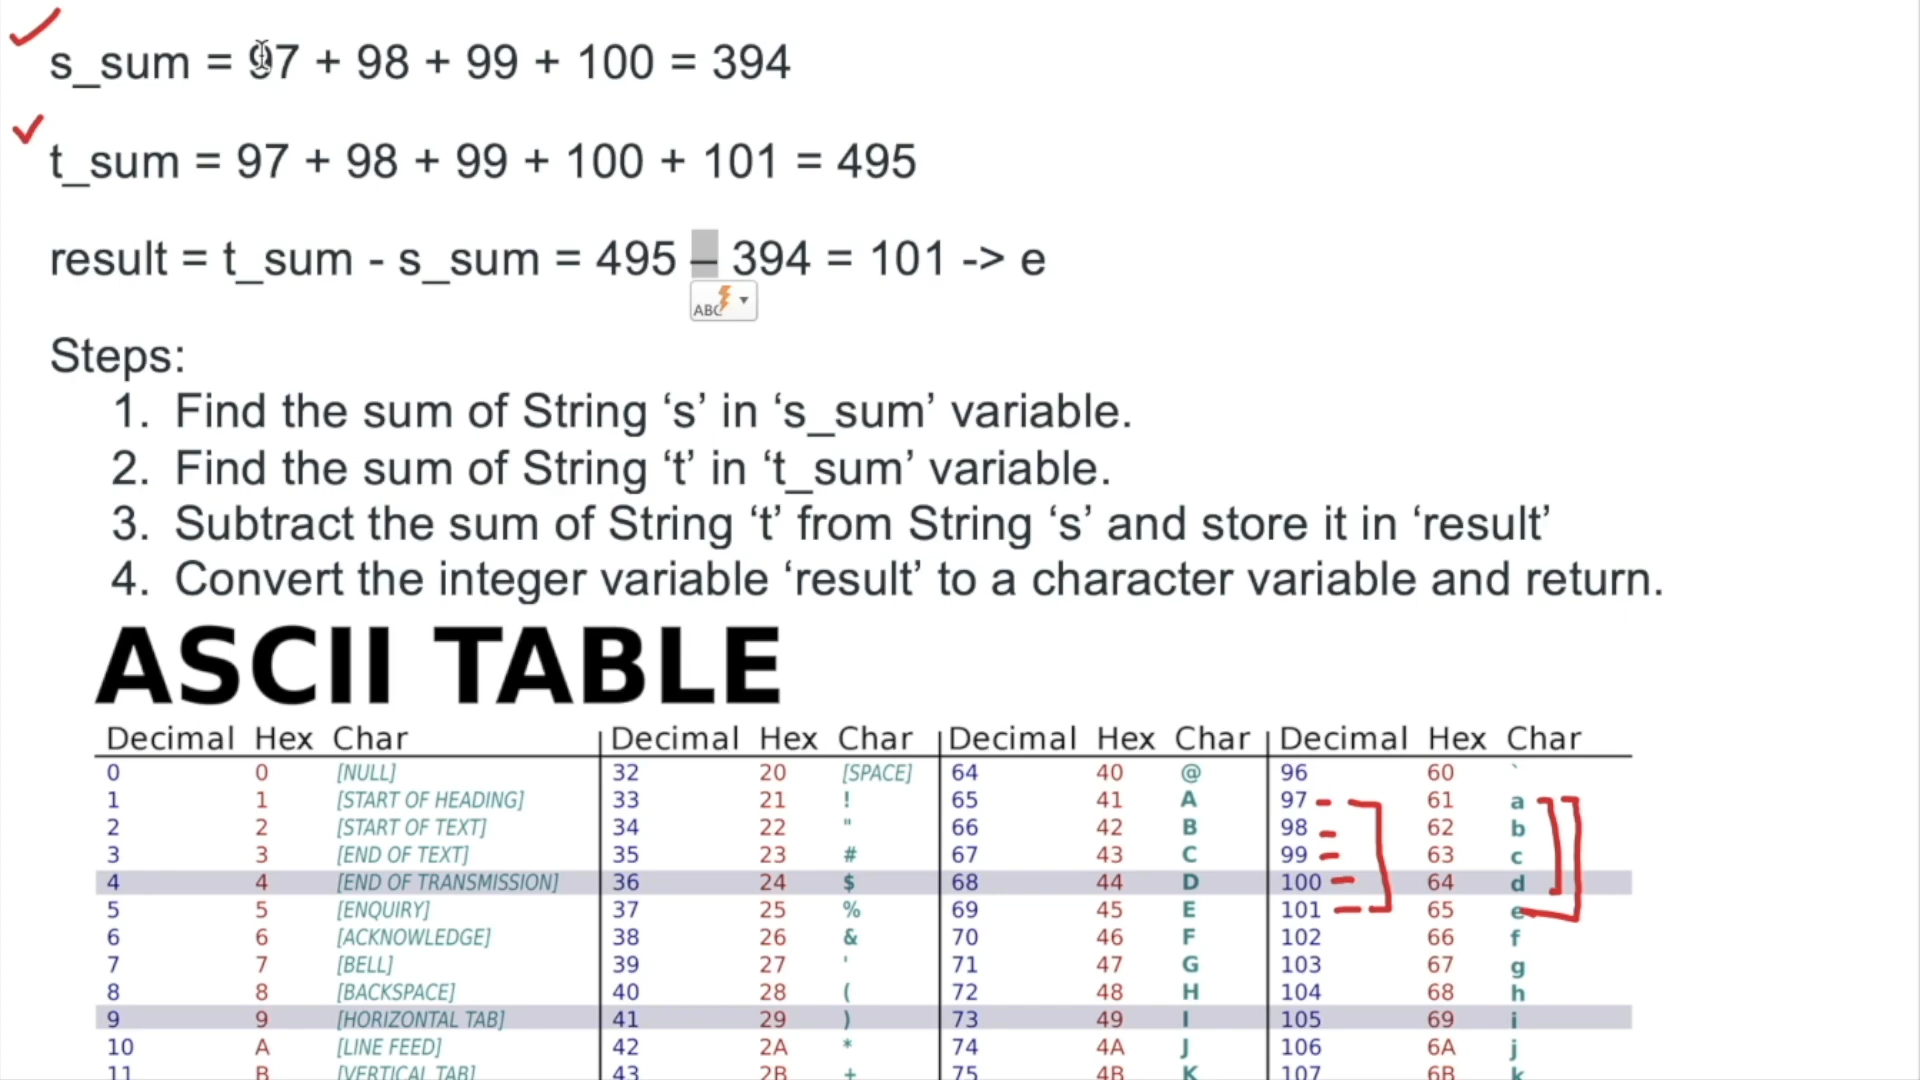 s_sum = 97 + 98 + 99 + 100 = 394
t_sum = 97 + 98 + 99 + 100 + 101 = 495
result = t_sum - s_sum = 495 – 394 = 101 -> e
ABC
Steps:
1. Find the sum of String ‘s’ in ‘s_sum’ variable.
2. Find the sum of String ‘t’ in ‘t_sum’ variable.
3. Subtract the sum of String ‘t’ from String ‘s’ and store it in ‘result’
4. Convert the integer variable ‘result’ to a character variable and return.
ASCII TABLE
Decimal Hex Char Decimal Hex Char Decimal Hex Char Decimal Hex Char
0 0 [NULL] 32 20 [SPACE] 64 40 @ 96 60 `
1 1 [START OF HEADING] 33 21 ! 65 41 A 97 61 a
2 2 [START OF TEXT] 34 22 " 66 42 B 98 62 b
3 3 [END OF TEXT] 35 23 # 67 43 C 99 63 c
4 4 [END OF TRANSMISSION] 36 24 $ 68 44 D 100 64 d
5 5 [ENQUIRY] 37 25 % 69 45 E 101 65 e
6 6 [ACKNOWLEDGE] 38 26 & 70 46 F 102 66 f
7 7 [BELL] 39 27 ' 71 47 G 103 67 g
8 8 [BACKSPACE] 40 28 ( 72 48 H 104 68 h
9 9 [HORIZONTAL TAB] 41 29 ) 73 49 I 105 69 i
10 A [LINE FEED] 42 2A * 74 4A J 106 6A j
11 B [VERTICAL TAB] 43 2B + 75 4B K 107 6B k